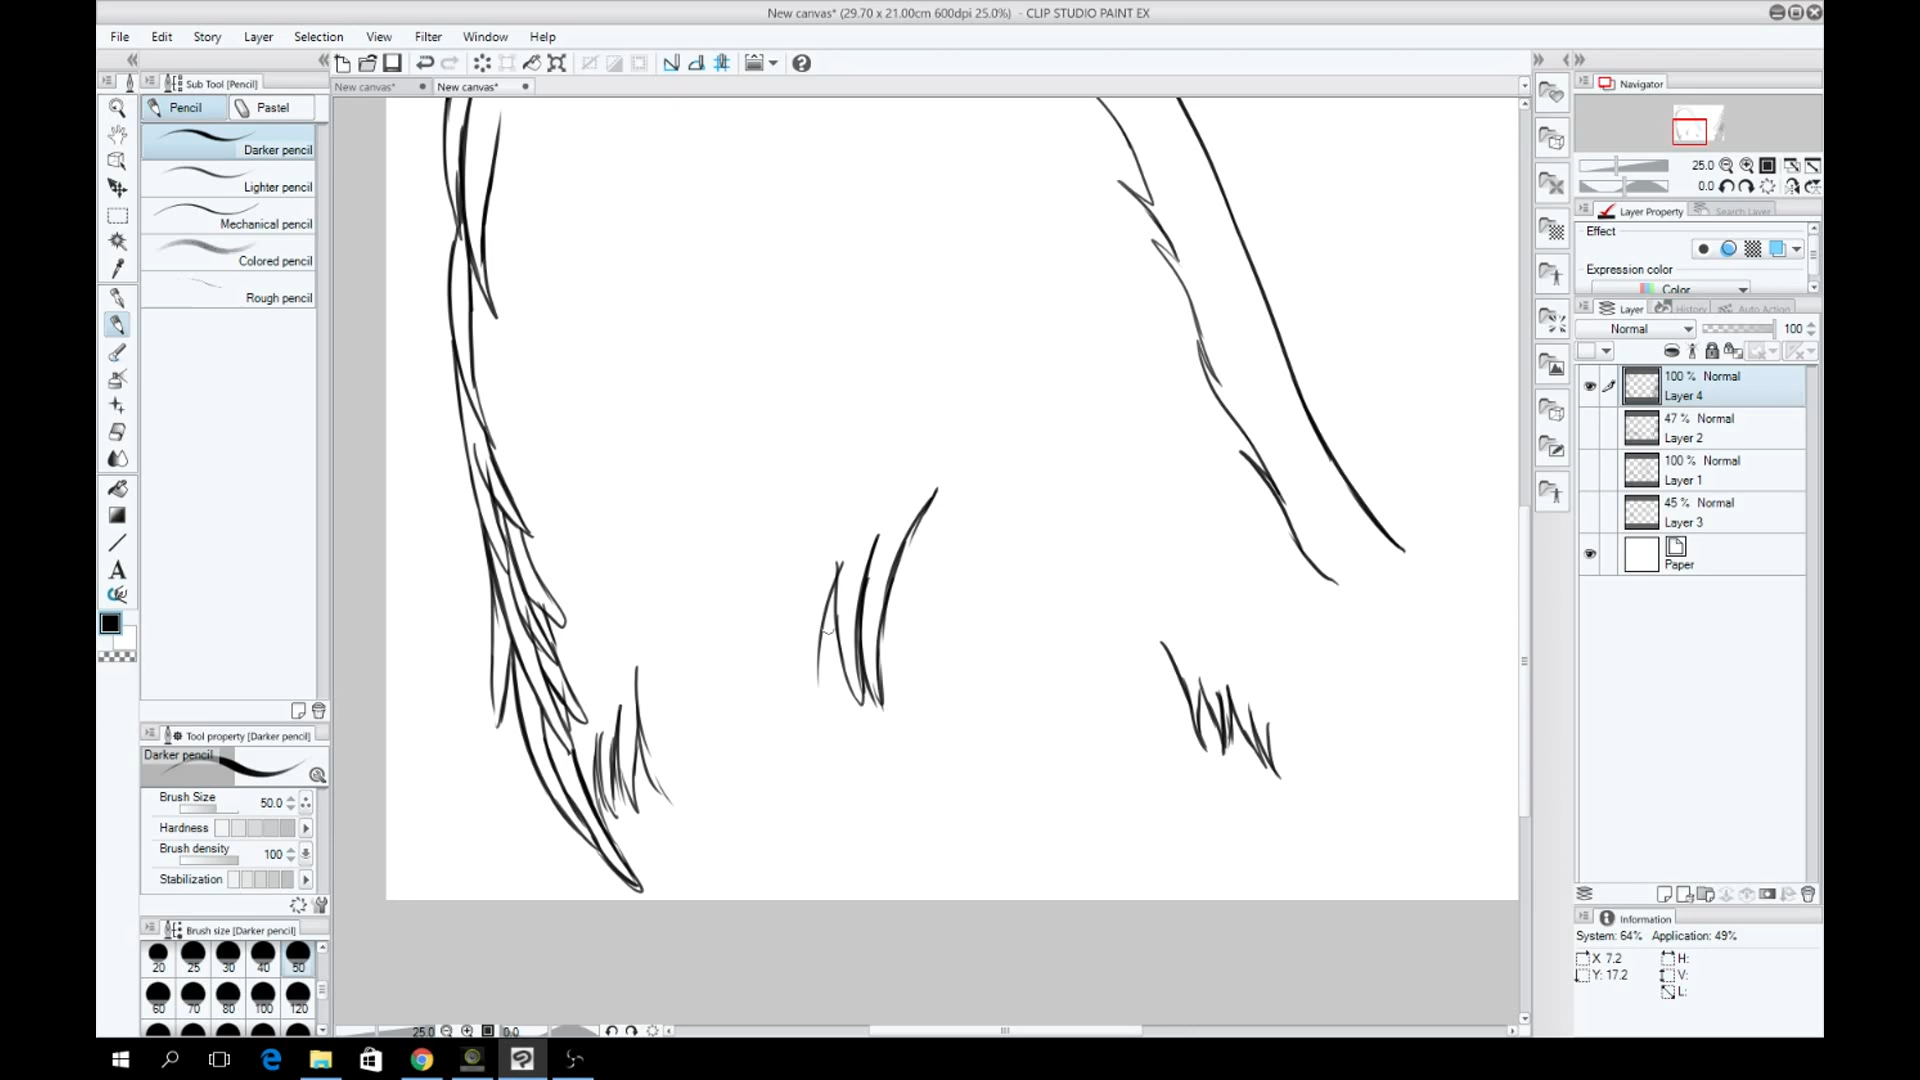 New canvas* (29.70 x 21.00cm 600dpi 25.0%) - CLIP STUDIO PAINT EX
File Edit Story Layer Selection View Filter Window Help
Sub Tool [Pencil]
New canvas* New canvas*
Pencil Pastel
Darker pencil
Lighter pencil
Mechanical pencil
Colored pencil
Rough pencil
Tool property [Darker pencil]
Darker pencil
Brush Size 50.0
Hardness
Brush density 100
Stabilization
Brush size [Darker pencil]
20 25 30 40 50
60 70 80 100 120
25.0 0.0
Navigator
25.0
0.0
Layer Property Search Layer
Effect
Expression color
Color
Layer History Auto Action
Normal 100
100 % Normal
Layer 4
47 % Normal
Layer 2
100 % Normal
Layer 1
45 % Normal
Layer 3
Paper
Information
System: 64% Application: 49%
X 7.2 H:
Y: 17.2 V:
L: